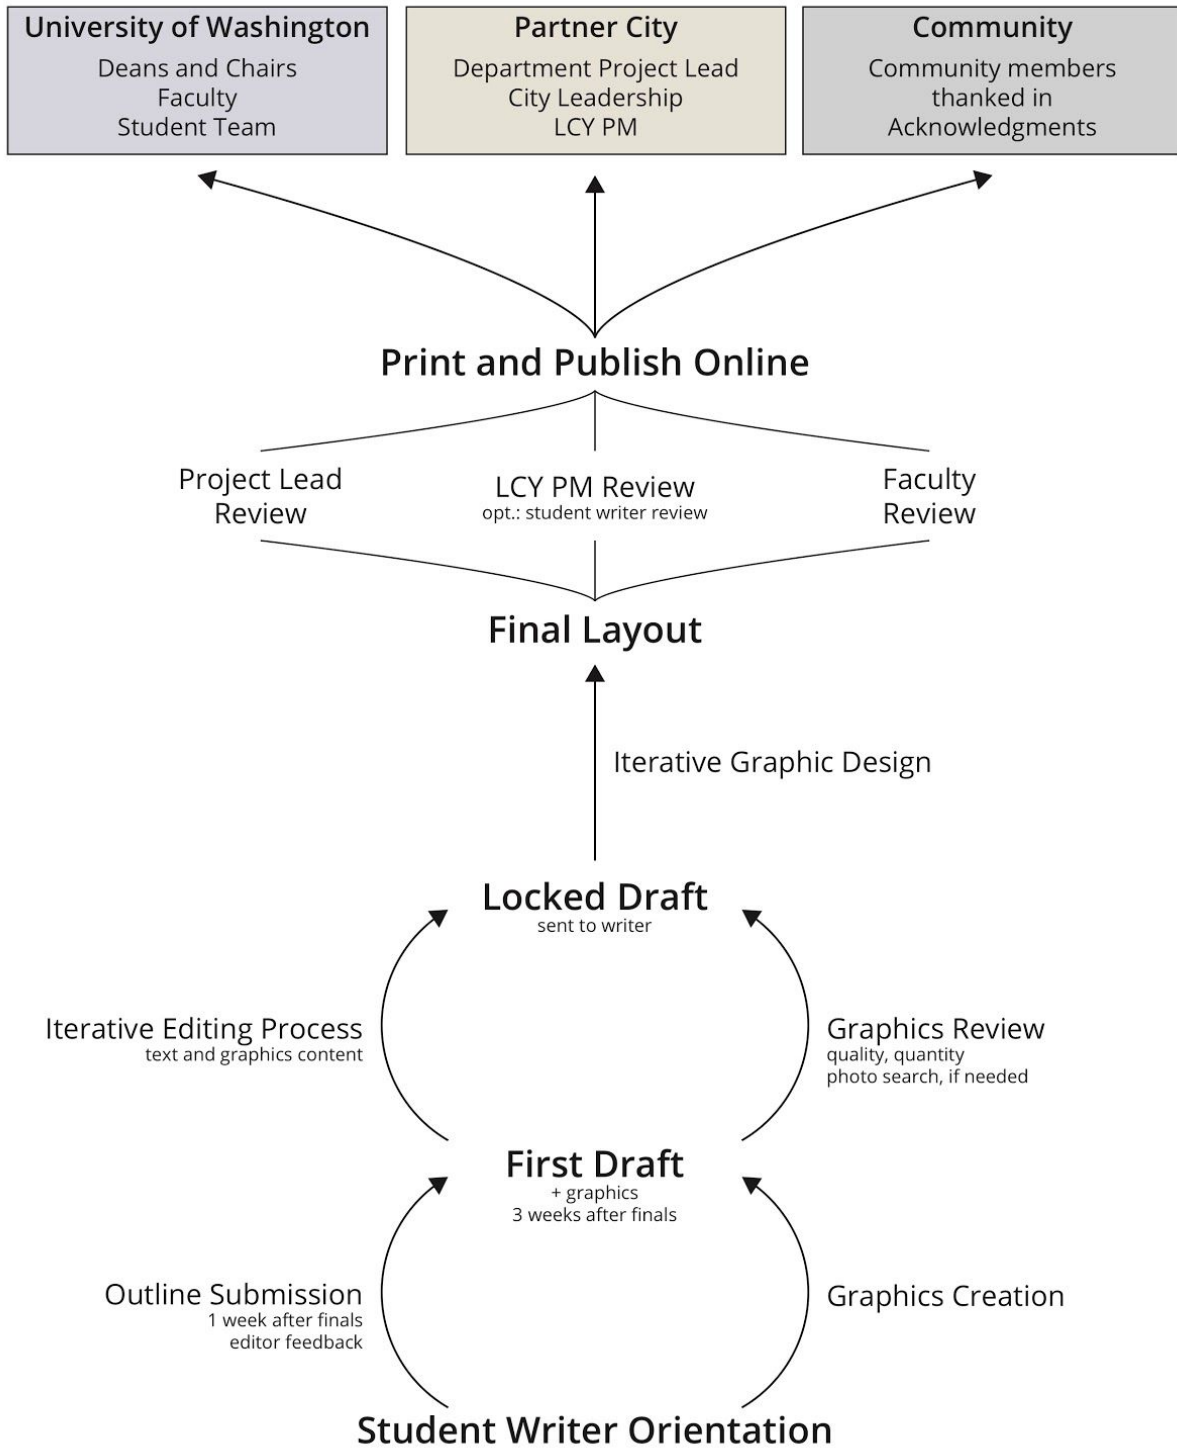 University of Washington
Deans and Chairs
Faculty
Student Team
Partner City
Department Project Lead
City Leadership
LCY PM
Community
Community members
thanked in
Acknowledgments
Print and Publish Online
Project Lead
Review
LCY PM Review
opt.: student writer review
Faculty
Review
Final Layout
Iterative Graphic Design
Locked Draft
sent to writer
Iterative Editing Process
text and graphics content
Graphics Review
quality, quantity
photo search, if needed
First Draft
+ graphics
3 weeks after finals
Outline Submission
1 week after finals
editor feedback
Graphics Creation
Student Writer Orientation